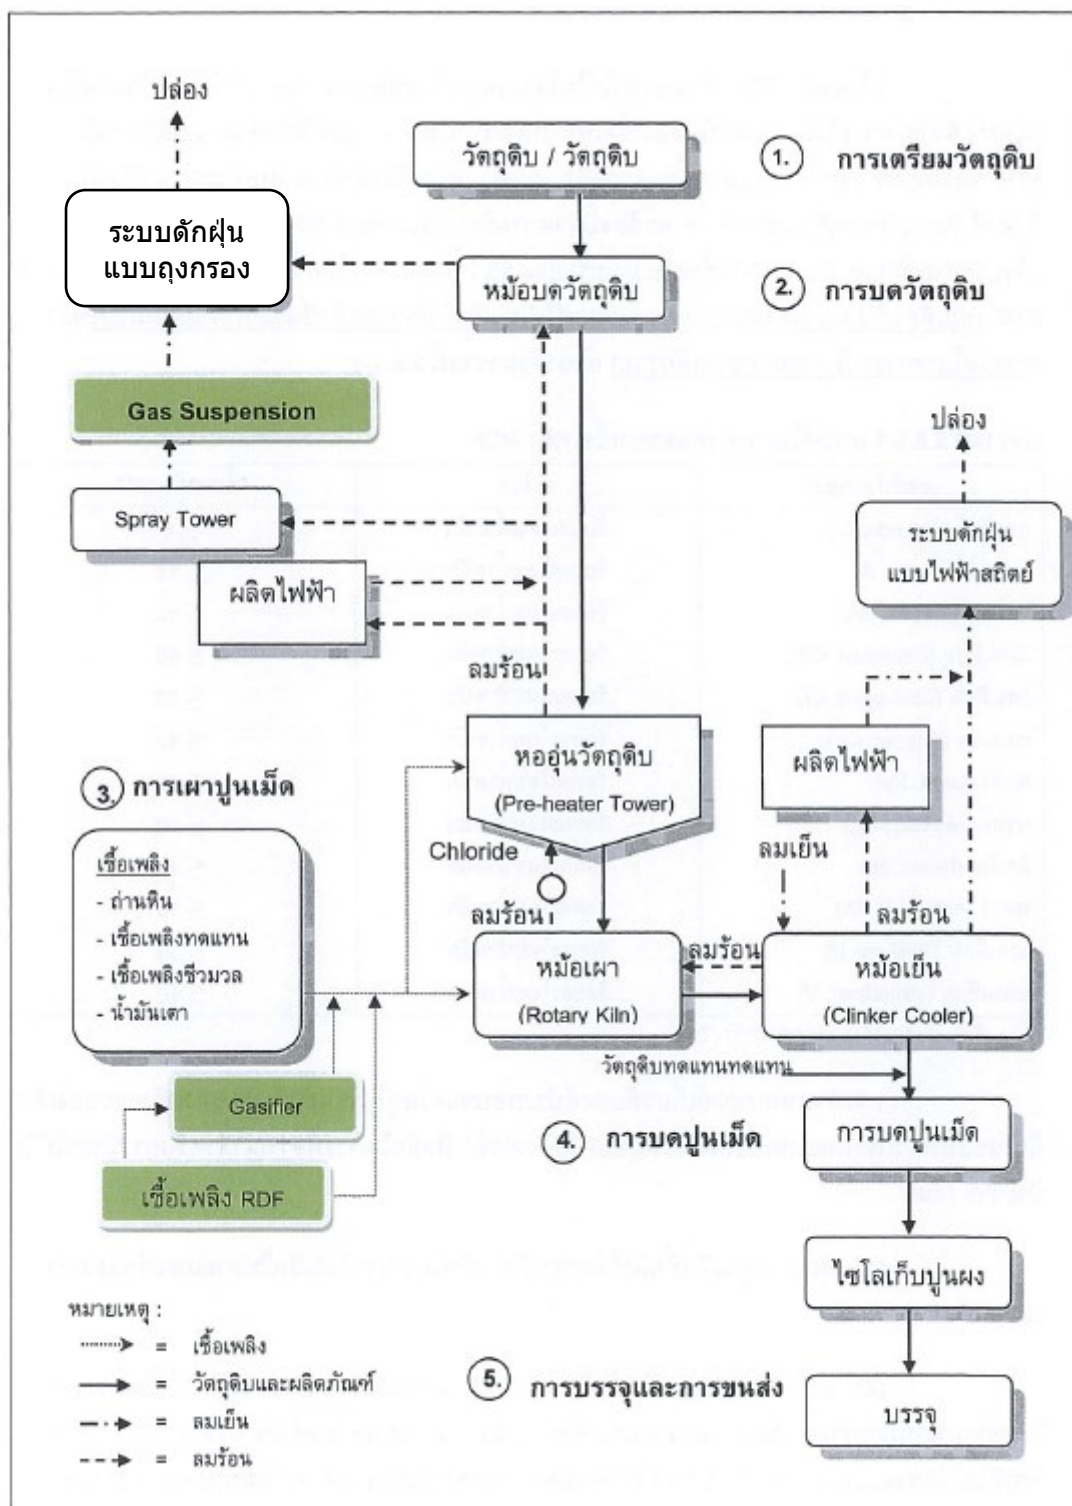 ปล่อง
วัตถุดิบ / วัตถุดิบ
1. การเตรียมวัตถุดิบ
ระบบดักฝุ่น
แบบถุงกรอง
หม้อบดวัตถุดิบ
2. การบดวัตถุดิบ
Gas Suspension
ปล่อง
Spray Tower
ระบบดักฝุ่น
แบบไฟฟ้าสถิตย์
ผลิตไฟฟ้า
ลมร้อน
หออุ่นวัตถุดิบ
(Pre-heater Tower)
ผลิตไฟฟ้า
3. การเผาปูนเม็ด
Chloride
ลมเย็น
เชื้อเพลิง
- ถ่านหิน
- เชื้อเพลิงทดแทน
- เชื้อเพลิงชีวมวล
- น้ำมันเตา
ลมร้อน
ลมร้อน
ลมร้อน
หม้อเผา
(Rotary Kiln)
หม้อเย็น
(Clinker Cooler)
วัตถุดิบทดแทนทดแทน
Gasifier
4. การบดปูนเม็ด
การบดปูนเม็ด
เชื้อเพลิง RDF
ไซโลเก็บปูนผง
หมายเหตุ :
= เชื้อเพลิง
= วัตถุดิบและผลิตภัณฑ์
= ลมเย็น
= ลมร้อน
5. การบรรจุและการขนส่ง
บรรจุ